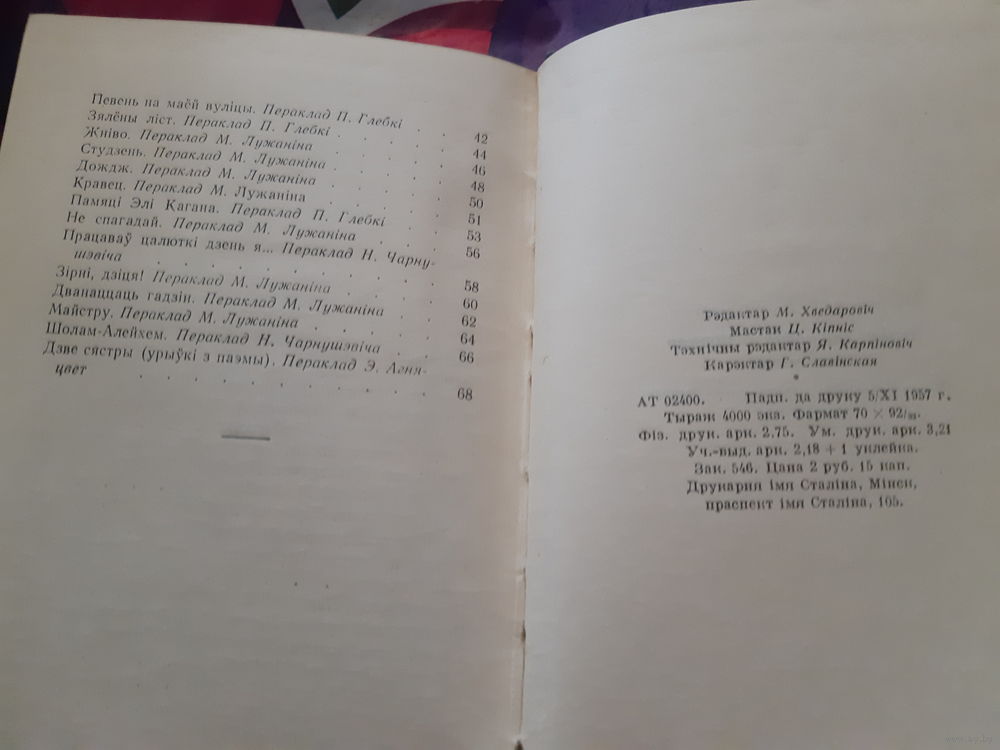 Певень на маёй вуліцы. Пераклад П. Глебкі . . 42
Зялёны ліст. Пераклад П. Глебкі . . . . 44
Жніво. Пераклад М. Лужаніна . . . . 46
Студзень. Пераклад М. Лужаніна . . . . 48
Дождж. Пераклад М. Лужаніна . . . . 50
Кравец. Пераклад М. Лужаніна . . . . 51
Памяці Элі Кагана. Пераклад П. Глебкі . . 53
Не спагадай. Пераклад М. Лужаніна . . . 56
Працаваў цалюткі дзень я... Пераклад Н. Чарну-
шэвіча . . . . . . . . 58
Зірні, дзіця! Пераклад М. Лужаніна . . . . 60
Дванаццаць гадзін. Пераклад М. Лужаніна . . 62
Майстру. Пераклад М. Лужаніна . . . . 64
Шолам-Алейхем. Пераклад Н. Чарнушэвіча . . 66
Дзве сястры (урыўкі з паэмы). Пераклад Э. Агня-
цвет . . . . . . . . . 68
Рэдактар М. Хведаровіч
Мастак Ц. Кіпніс
Тэхнічны рэдактар Я. Карпіновіч
Карэктар Г. Славінская
АТ 02400. Падп. да друку 5/XI 1957 г.
Тыраж 4000 экз. Фармат 70 × 92/32.
Фіз. друк. арк. 2,75. Ум. друк. арк. 3,21
Уч.-выд. арк. 2,18 + 1 уклейка.
Зак. 546. Цана 2 руб. 15 кап.
Друкарня імя Сталіна, Мінск,
праспект імя Сталіна, 105.